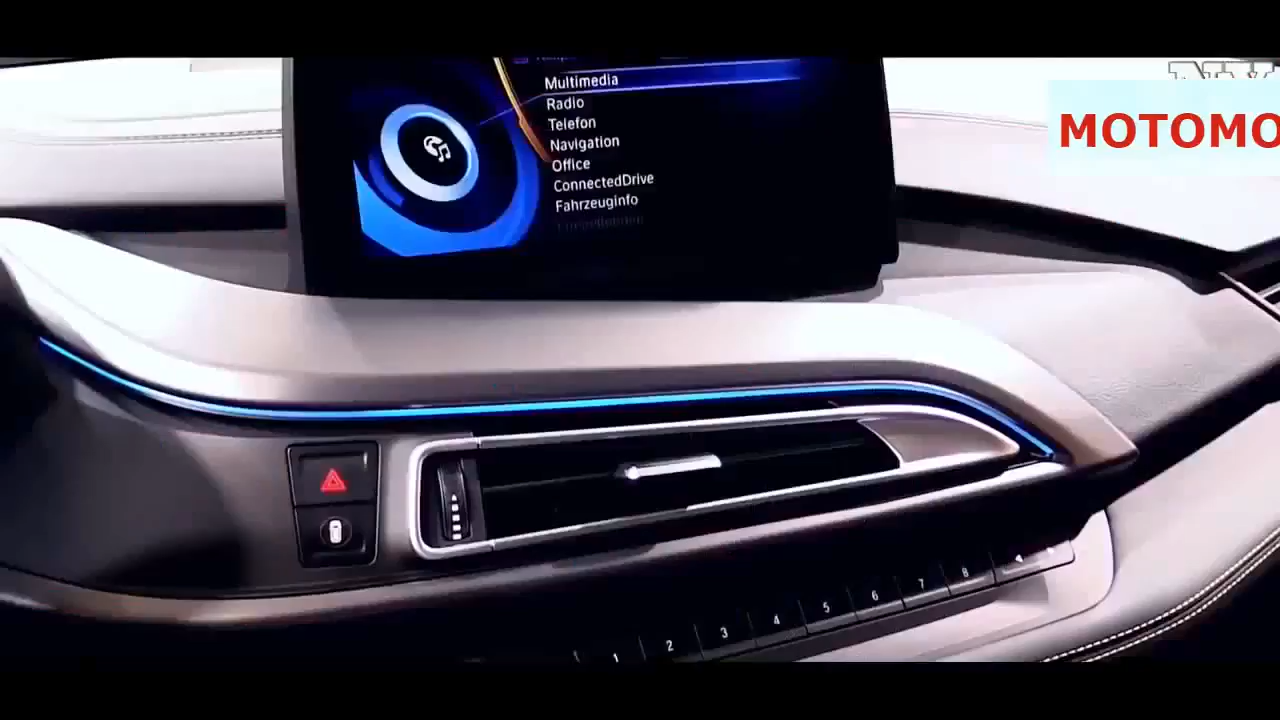 Multimedia
Radio
Telefon
Navigation
Office
ConnectedDrive
Fahrzeuginfo
MOTOMO
1 2 3 4 5 6 7 8